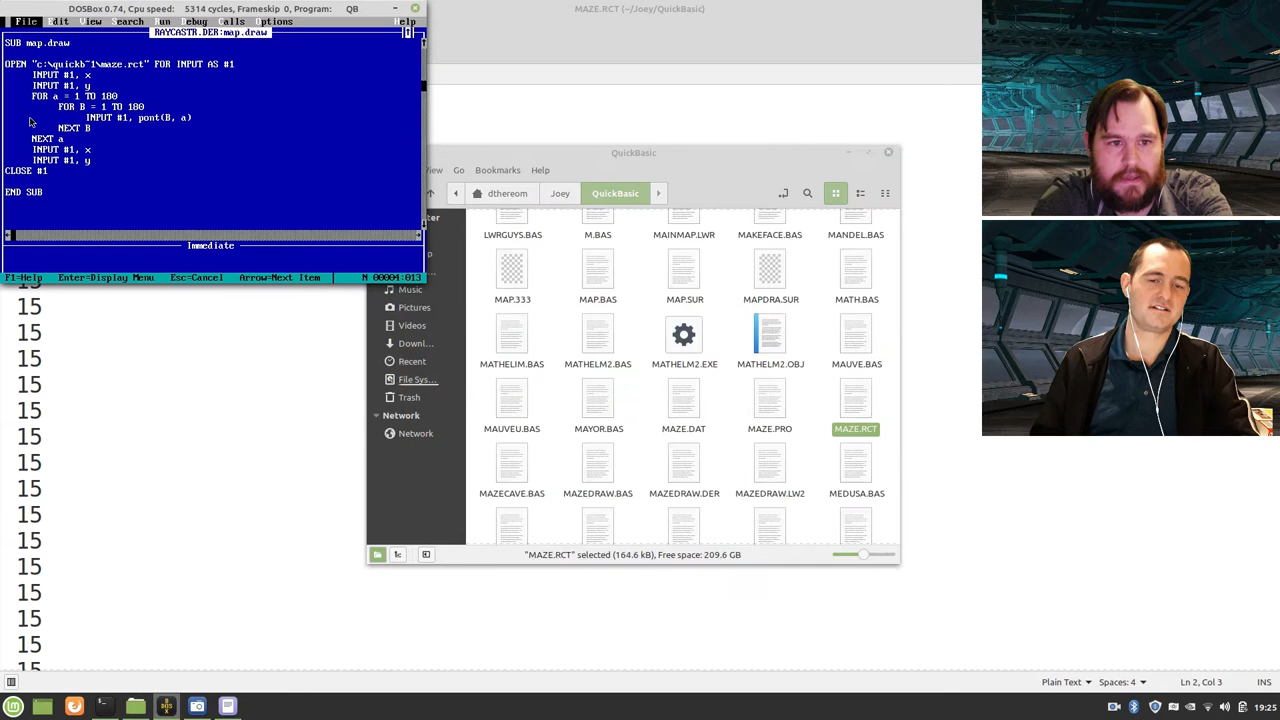 DOSBox 0.74, Cpu speed: 5314 cycles, Frameskip 0, Program: QB
File Edit View Search Run Debug Calls Options Help
RAYCASTR.DER:map.draw
SUB map.draw
OPEN "c:\quickb~1\maze.rct" FOR INPUT AS #1
INPUT #1, x
INPUT #1, y
FOR a = 1 TO 180
FOR B = 1 TO 180
INPUT #1, pont(B, a)
NEXT B
NEXT a
INPUT #1, x
INPUT #1, y
CLOSE #1
END SUB
Immediate
F1=Help Enter=Display Menu Esc=Cancel Arrow=Next Item N 00004:013
MAZE.RCT (~/Joey/QuickBasic)
QuickBasic
View Go Bookmarks Help
dthereom Joey QuickBasic
LWRGUYS.BAS M.BAS MAINMAP.LWR MAKEFACE.BAS MANDEL.BAS
MAP.333 MAP.BAS MAP.SUR MAPDRA.SUR MATH.BAS
MATHELIM.BAS MATHELM2.BAS MATHELM2.EXE MATHELM2.OBJ MAUVE.BAS
MAUVEU.BAS MAYOR.BAS MAZE.DAT MAZE.PRO MAZE.RCT
MAZECAVE.BAS MAZEDRAW.BAS MAZEDRAW.DER MAZEDRAW.LW2 MEDUSA.BAS
Music
Pictures
Videos
Downl...
Recent
File Sys...
Trash
Network
Network
"MAZE.RCT" selected (164.6 kB), Free space: 209.6 GB
15
15
15
15
15
15
15
15
15
15
15
15
15
15
Plain Text Spaces: 4 Ln 2, Col 3 INS
19:25